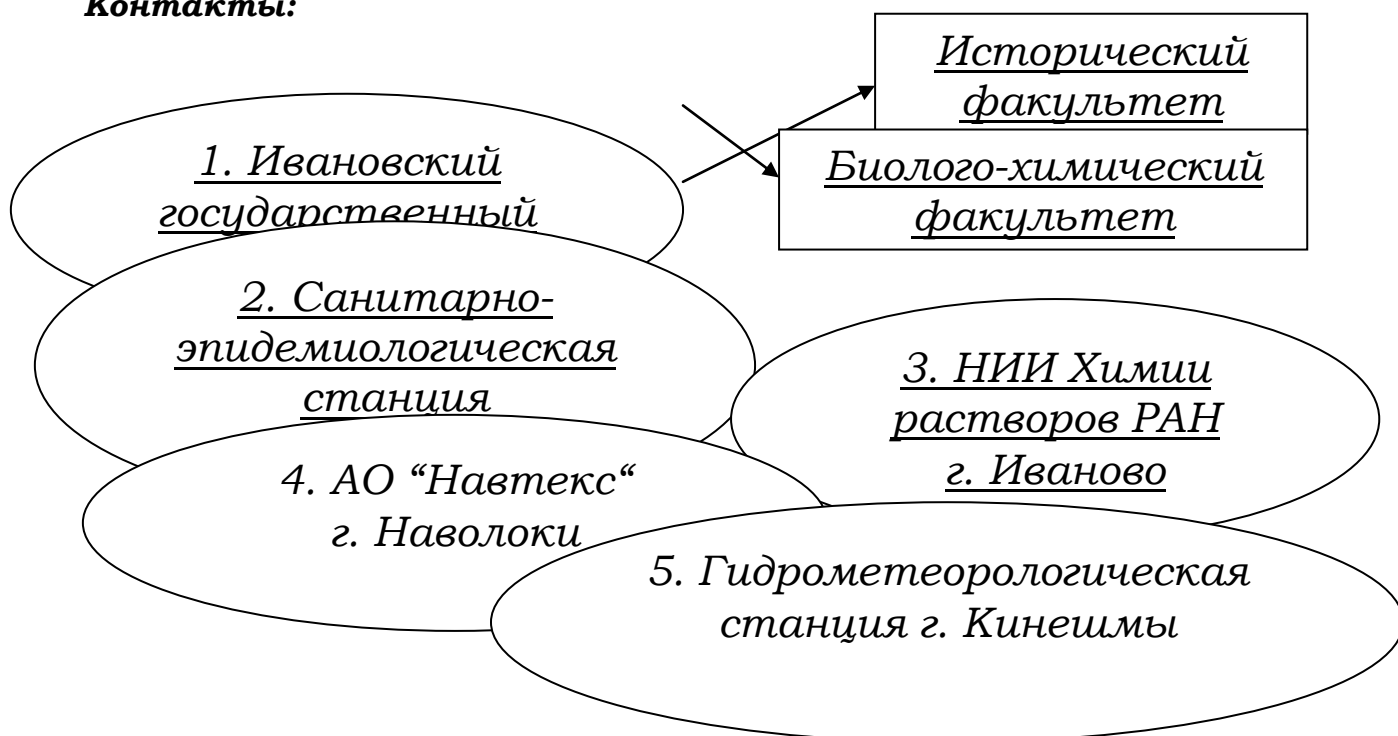 Контакты:
Исторический
факультет
1. Ивановский
государственный
Биолого-химический
факультет
2. Санитарно-
эпидемиологическая
станция
3. НИИ Химии
растворов РАН
г. Иваново
4. АО “Навтекс“
г. Наволоки
5. Гидрометеорологическая
станция г. Кинешмы